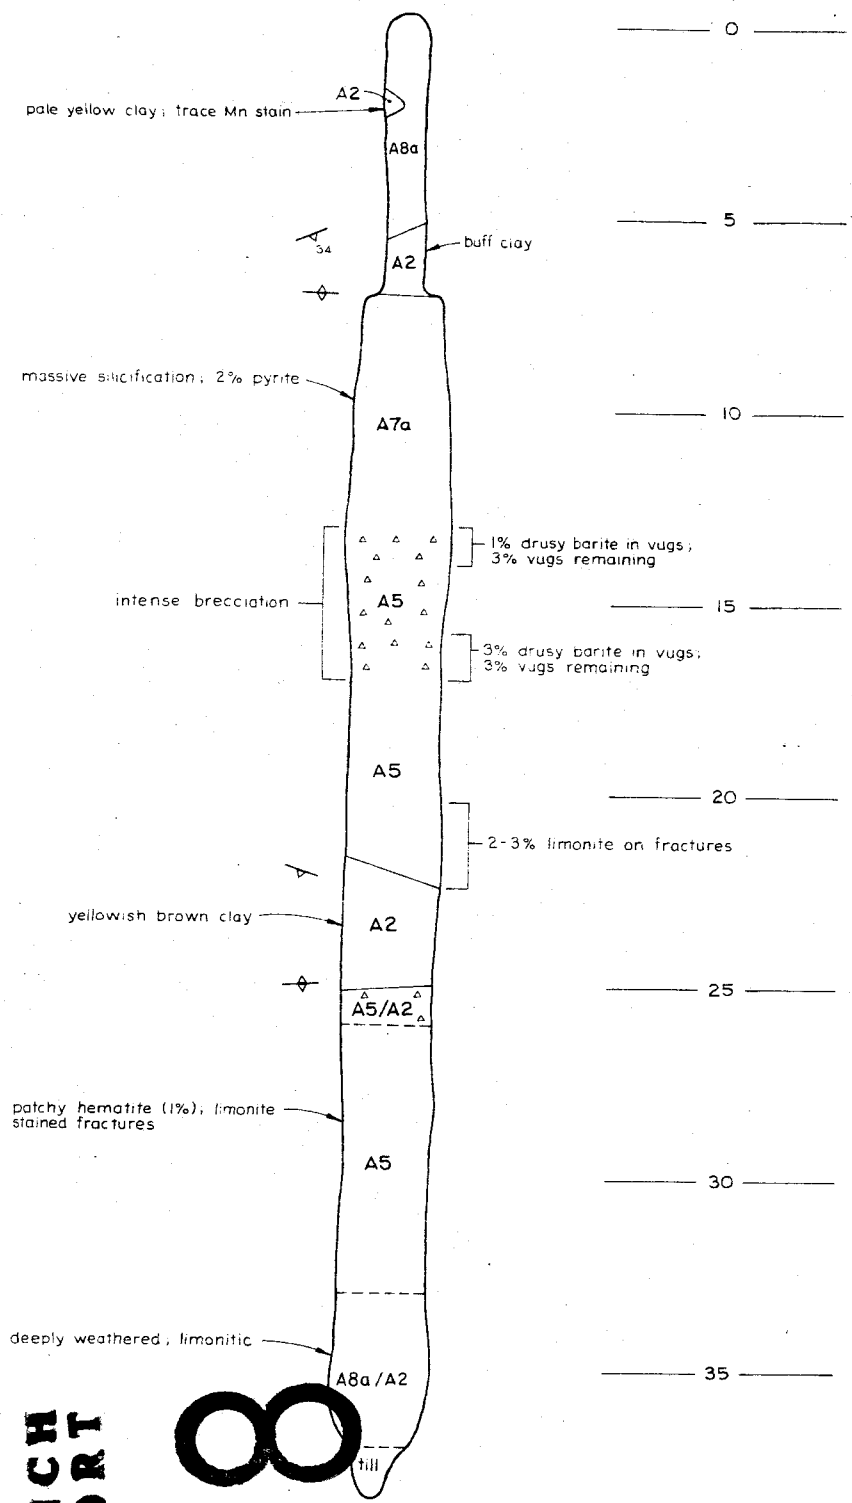 0
A2
pale yellow clay; trace Mn stain
A8a
5
34
buff clay
A2
massive silicification; 2% pyrite
10
A7a
1% drusy barite in vugs;
3% vugs remaining
intense brecciation
A5
15
3% drusy barite in vugs;
3% vugs remaining
A5
20
2-3% limonite on fractures
yellowish brown clay
A2
25
A5/A2
patchy hematite (1%); limonite
stained fractures
A5
30
deeply weathered, limonitic
A8a/A2
35
till
8